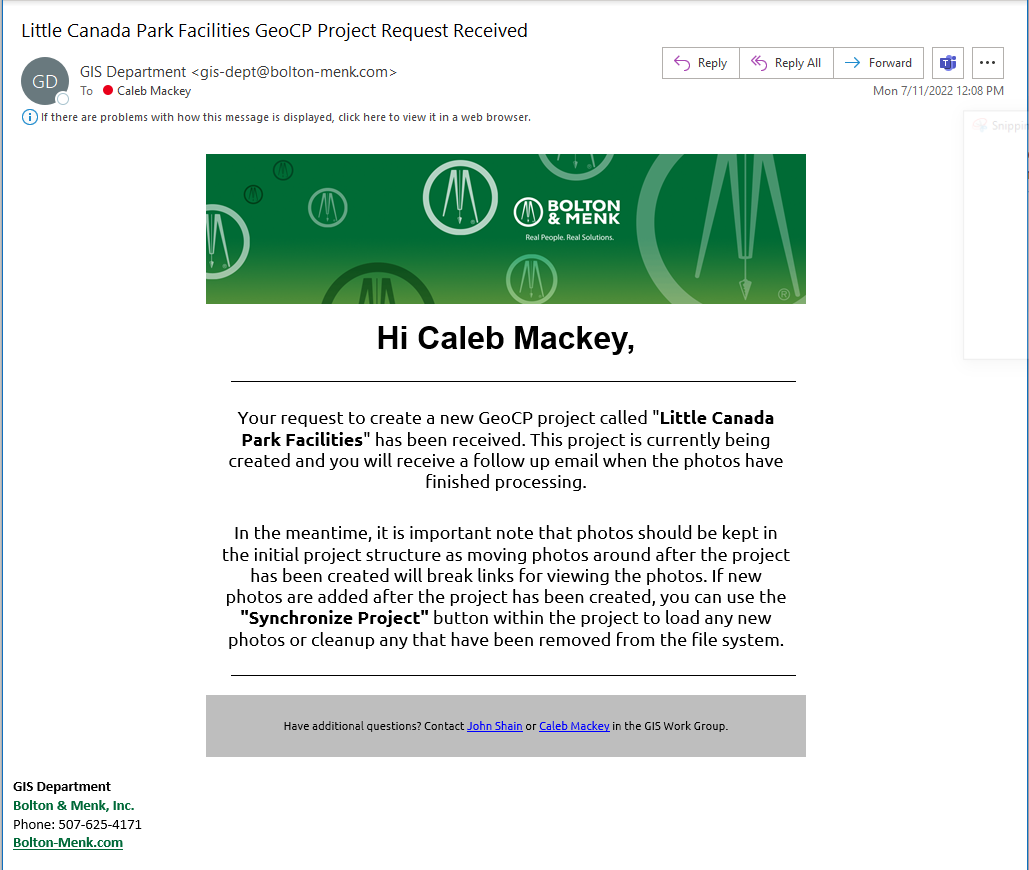 Little Canada Park Facilities GeoCP Project Request Received
GD
GIS Department <gis-dept@bolton-menk.com>
To Caleb Mackey
Reply
Reply All
Forward
Mon 7/11/2022 12:08 PM
If there are problems with how this message is displayed, click here to view it in a web browser.
BOLTON
& MENK
Real People. Real Solutions.
®
Hi Caleb Mackey,
Your request to create a new GeoCP project called "Little Canada
Park Facilities" has been received. This project is currently being
created and you will receive a follow up email when the photos have
finished processing.
In the meantime, it is important note that photos should be kept in
the initial project structure as moving photos around after the project
has been created will break links for viewing the photos. If new
photos are added after the project has been created, you can use the
"Synchronize Project" button within the project to load any new
photos or cleanup any that have been removed from the file system.
Have additional questions? Contact John Shain or Caleb Mackey in the GIS Work Group.
GIS Department
Bolton & Menk, Inc.
Phone: 507-625-4171
Bolton-Menk.com